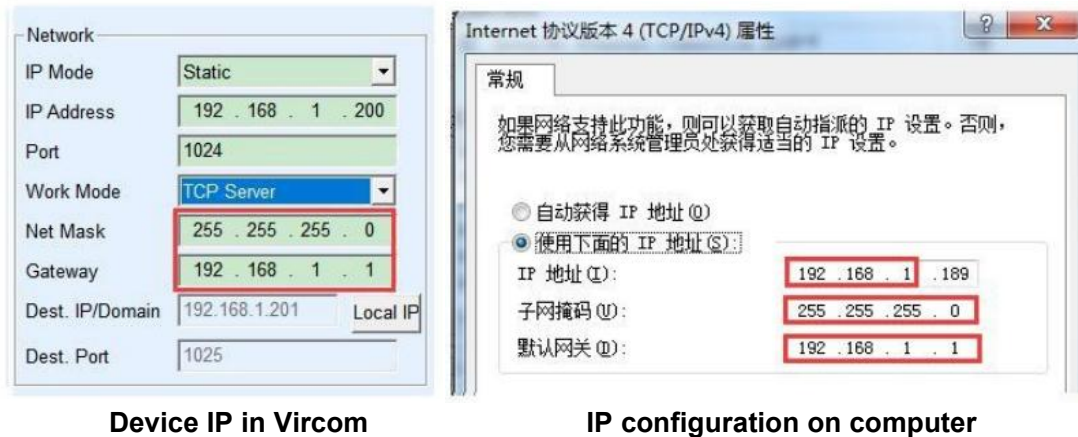 Network
IP Mode Static
IP Address 192 . 168 . 1 . 200
Port 1024
Work Mode TCP Server
Net Mask 255 . 255 . 255 . 0
Gateway 192 . 168 . 1 . 1
Dest. IP/Domain 192.168.1.201 Local IP
Dest. Port 1025
Device IP in Vircom
Internet 协议版本 4 (TCP/IPv4) 属性
常规
如果网络支持此功能，则可以获取自动指派的 IP 设置。否则，
您需要从网络系统管理员处获得适当的 IP 设置。
自动获得 IP 地址(O)
使用下面的 IP 地址(S):
IP 地址(I): 192 .168 . 1 .189
子网掩码(U): 255 .255 .255 . 0
默认网关(D): 192 .168 . 1 . 1
IP configuration on computer